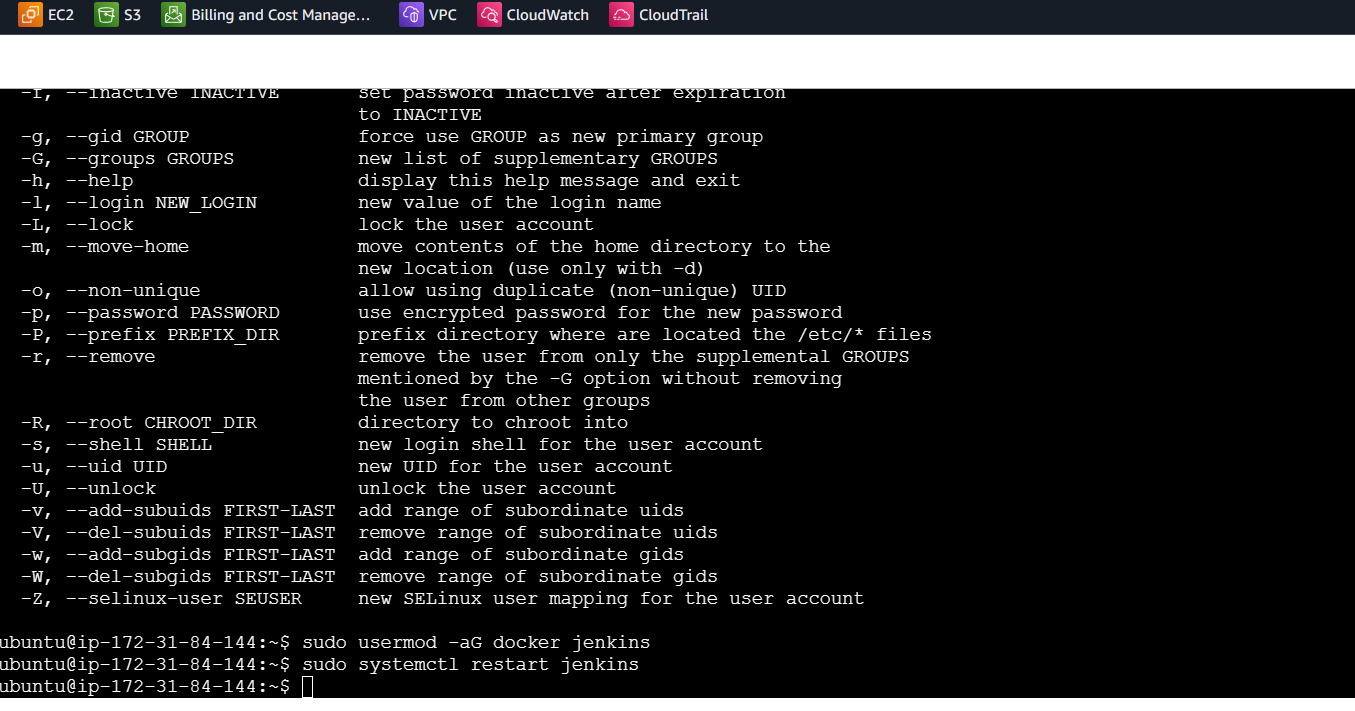 EC2 S3 Billing and Cost Manage... VPC CloudWatch CloudTrail
-f, --inactive INACTIVE set password inactive after expiration
to INACTIVE
-g, --gid GROUP force use GROUP as new primary group
-G, --groups GROUPS new list of supplementary GROUPS
-h, --help display this help message and exit
-l, --login NEW_LOGIN new value of the login name
-L, --lock lock the user account
-m, --move-home move contents of the home directory to the
new location (use only with -d)
-o, --non-unique allow using duplicate (non-unique) UID
-p, --password PASSWORD use encrypted password for the new password
-P, --prefix PREFIX_DIR prefix directory where are located the /etc/* files
-r, --remove remove the user from only the supplemental GROUPS
mentioned by the -G option without removing
the user from other groups
-R, --root CHROOT_DIR directory to chroot into
-s, --shell SHELL new login shell for the user account
-u, --uid UID new UID for the user account
-U, --unlock unlock the user account
-v, --add-subuids FIRST-LAST add range of subordinate uids
-V, --del-subuids FIRST-LAST remove range of subordinate uids
-w, --add-subgids FIRST-LAST add range of subordinate gids
-W, --del-subgids FIRST-LAST remove range of subordinate gids
-Z, --selinux-user SEUSER new SELinux user mapping for the user account
ubuntu@ip-172-31-84-144:~$ sudo usermod -aG docker jenkins
ubuntu@ip-172-31-84-144:~$ sudo systemctl restart jenkins
ubuntu@ip-172-31-84-144:~$